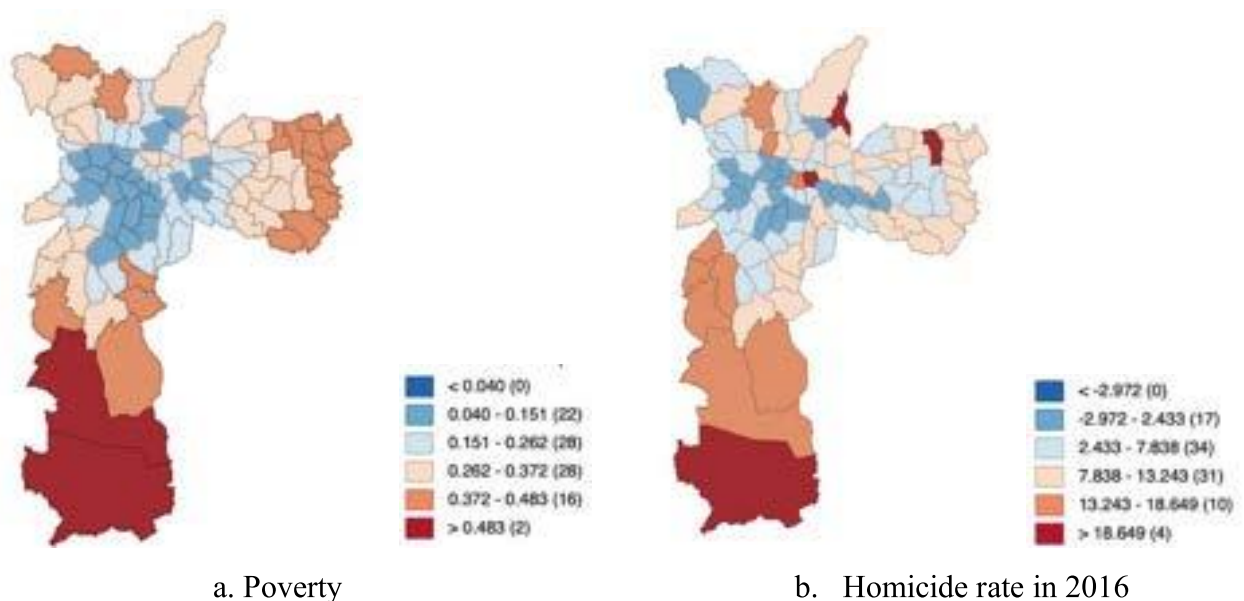 < 0.040 (0)
0.040 - 0.151 (22)
0.151 - 0.262 (28)
0.262 - 0.372 (28)
0.372 - 0.483 (16)
> 0.483 (2)
< -2.972 (0)
-2.972 - 2.433 (17)
2.433 - 7.838 (34)
7.838 - 13.243 (31)
13.243 - 18.649 (10)
> 18.649 (4)
a. Poverty
b. Homicide rate in 2016